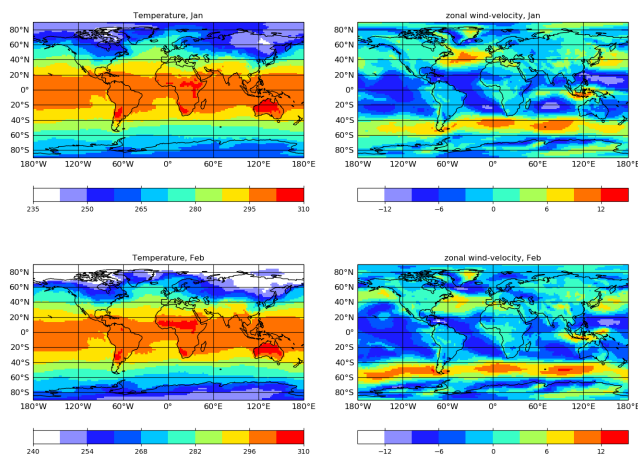 Temperature, Jan
80°N
60°N
40°N
20°N
0°
20°S
40°S
60°S
80°S
180°W 120°W 60°W 0° 60°E 120°E 180°E
235 250 265 280 295 310
zonal wind-velocity, Jan
80°N
60°N
40°N
20°N
0°
20°S
40°S
60°S
80°S
180°W 120°W 60°W 0° 60°E 120°E 180°E
−12 −6 0 6 12
Temperature, Feb
80°N
60°N
40°N
20°N
0°
20°S
40°S
60°S
80°S
180°W 120°W 60°W 0° 60°E 120°E 180°E
240 254 268 282 296 310
zonal wind-velocity, Feb
80°N
60°N
40°N
20°N
0°
20°S
40°S
60°S
80°S
180°W 120°W 60°W 0° 60°E 120°E 180°E
−12 −6 0 6 12